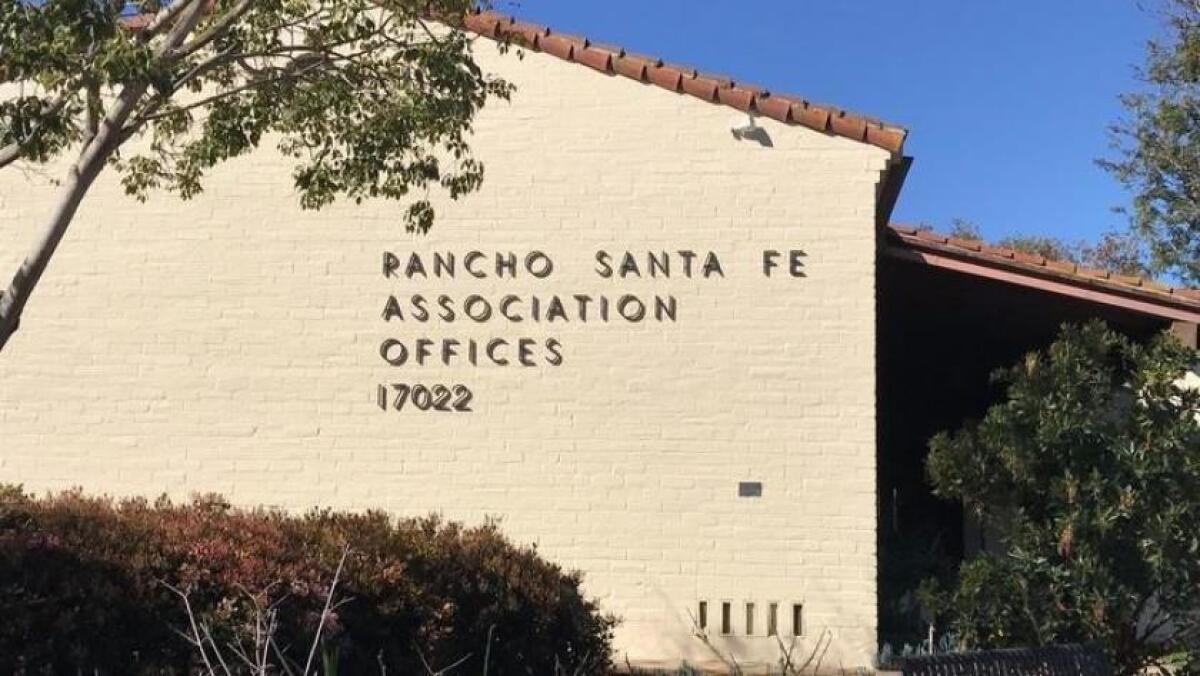 RANCHO SANTA FE
ASSOCIATION
OFFICES
17022